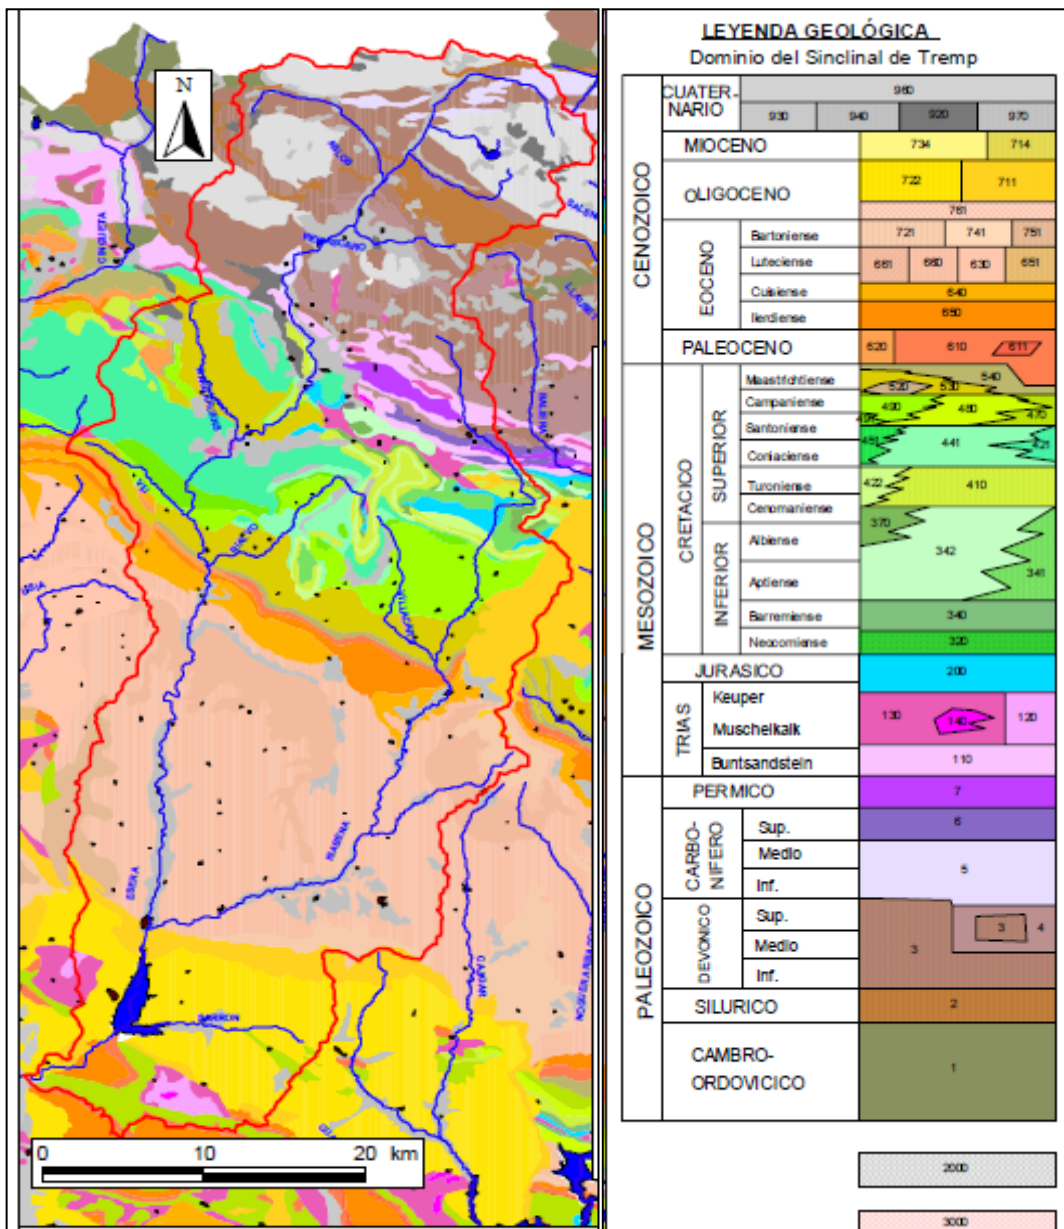 LEYENDA GEOLÓGICA
Dominio del Sinclinal de Tremp
CENOZOICO
CUATER-
NARIO
960
930 940 920 970
MIOCENO
734 714
OLIGOCENO
722 711
761
EOCENO
Bartoniense
721 741 751
Luteciense
661 660 630 651
Cuisiense
640
Ilerdiense
650
PALEOCENO
620 610 611
MESOZOICO
CRETACICO
SUPERIOR
Maastrichtiense
520 530 540
Campaniense
490 480 470
Santoniense
Coniaciense
441
Turoniense
422 410
Cenomaniense
INFERIOR
Albiense
370 342
Aptiense
341
Barremiense
340
Neocomiense
320
JURASICO
200
TRIAS
Keuper
130 140 120
Muschelkalk
Buntsandstein
110
PALEOZOICO
PERMICO
7
CARBO-
NIFERO
Sup.
6
Medio
5
Inf.
DEVONICO
Sup.
3 4
Medio
3
Inf.
SILURICO
2
CAMBRO-
ORDOVICICO
1
2000
3000
N
CINQUETA
ESERA
ISABENA
SARRON
0 10 20 km